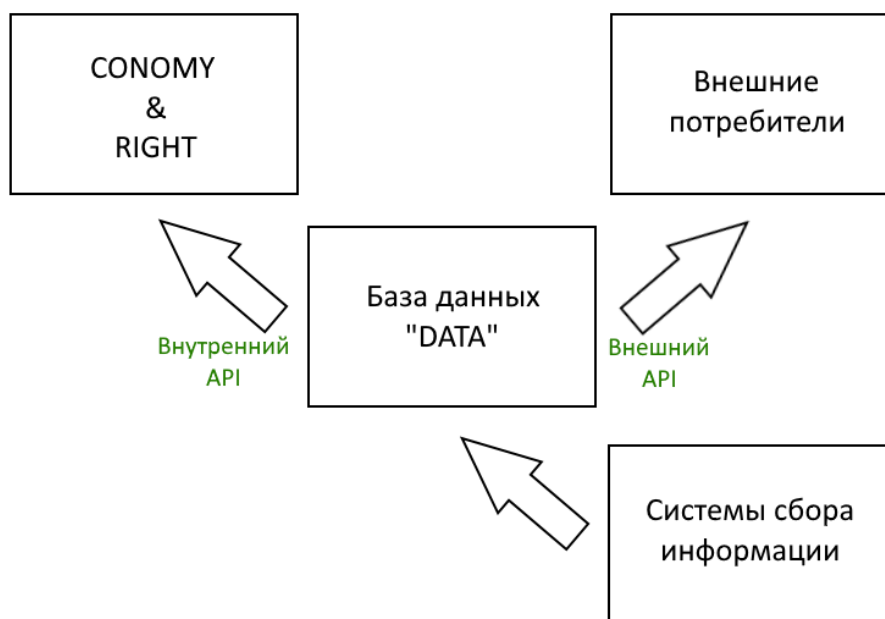 CONOMY
&
RIGHT
Внешние
потребители
База данных
"DATA"
Внутренний
API
Внешний
API
Системы сбора
информации